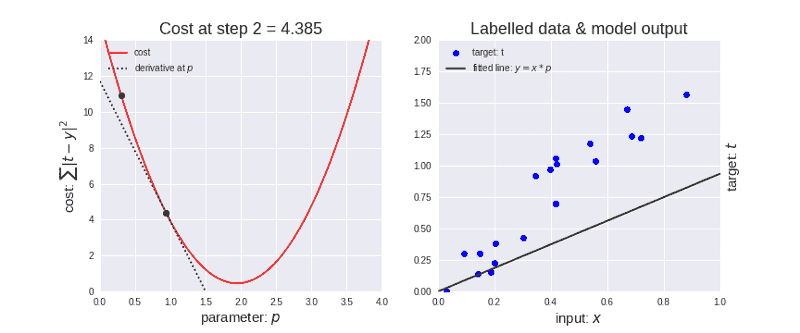 Cost at step 2 = 4.385
cost
derivative at p
cost: ∑|t − y|²
14
12
10
8
6
4
2
0
0.0 0.5 1.0 1.5 2.0 2.5 3.0 3.5 4.0
parameter: p
Labelled data & model output
target: t
fitted line: y = x * p
2.00
1.75
1.50
1.25
1.00
0.75
0.50
0.25
0.00
0.0 0.2 0.4 0.6 0.8 1.0
input: x
target: t